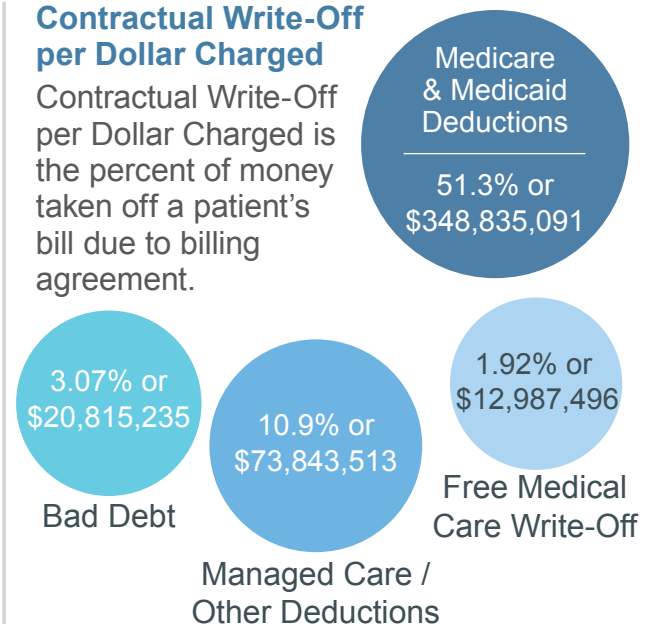 Contractual Write-Off
per Dollar Charged
Contractual Write-Off
per Dollar Charged is
the percent of money
taken off a patient's
bill due to billing
agreement.
Medicare
& Medicaid
Deductions
51.3% or
$348,835,091
3.07% or
$20,815,235
Bad Debt
10.9% or
$73,843,513
Managed Care /
Other Deductions
1.92% or
$12,987,496
Free Medical
Care Write-Off